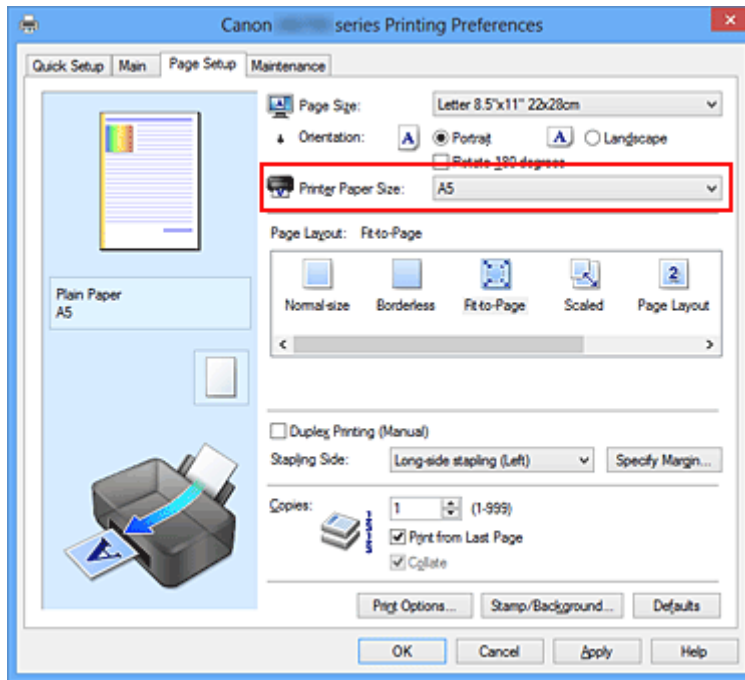 Canon series Printing Preferences
Quick Setup Main Page Setup Maintenance
Page Size: Letter 8.5"x11" 22x28cm
Orientation: A Portrait A Landscape
Rotate 180 degrees
Printer Paper Size: A5
Page Layout: Fit-to-Page
Normal-size Borderless Fit-to-Page Scaled 2 Page Layout
Plain Paper
A5
Duplex Printing (Manual)
Stapling Side: Long-side stapling (Left) Specify Margin...
Copies: 1 (1-999)
Print from Last Page
Collate
Print Options... Stamp/Background... Defaults
OK Cancel Apply Help